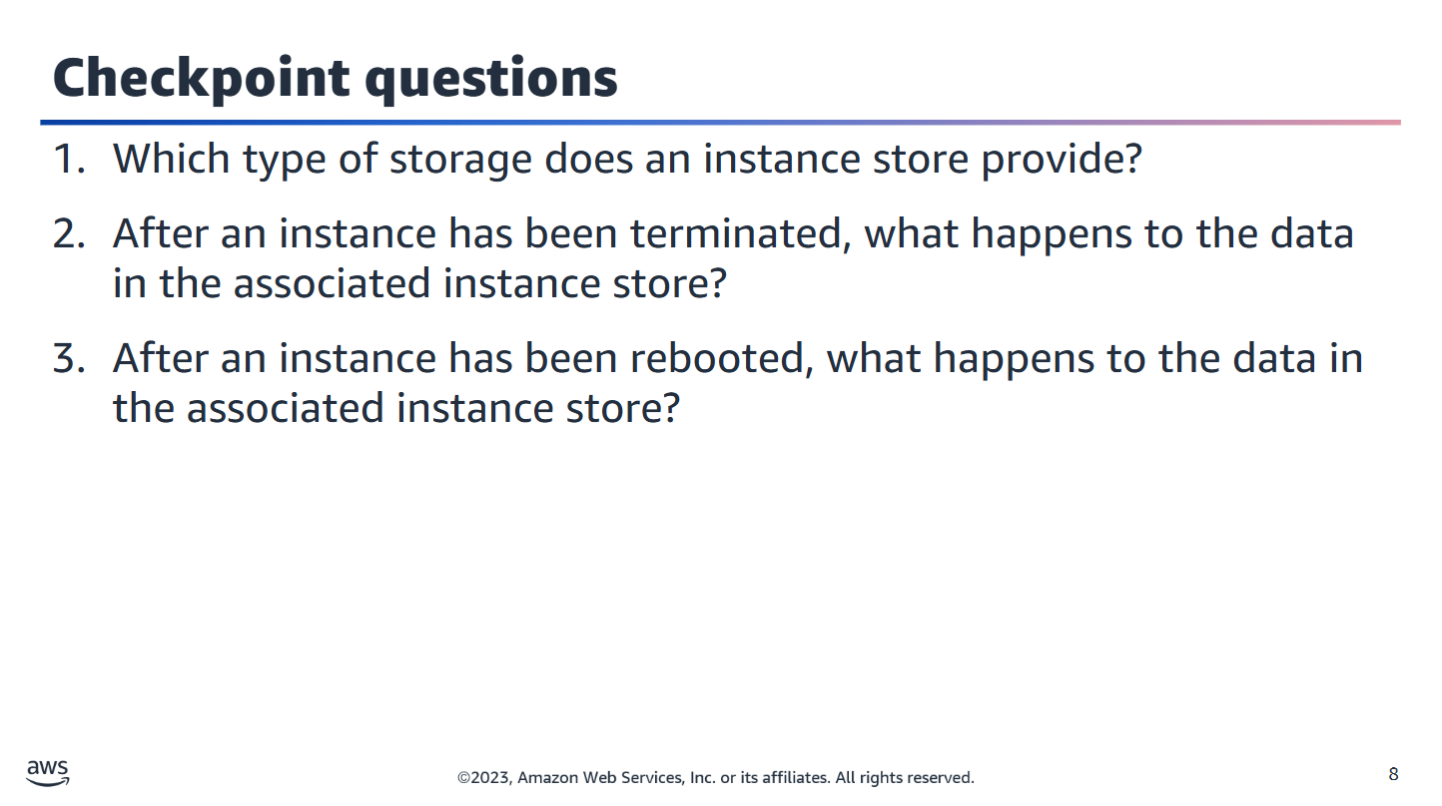 Checkpoint questions
1. Which type of storage does an instance store provide?
2. After an instance has been terminated, what happens to the data
in the associated instance store?
3. After an instance has been rebooted, what happens to the data in
the associated instance store?
aws
©2023, Amazon Web Services, Inc. or its affiliates. All rights reserved.
8